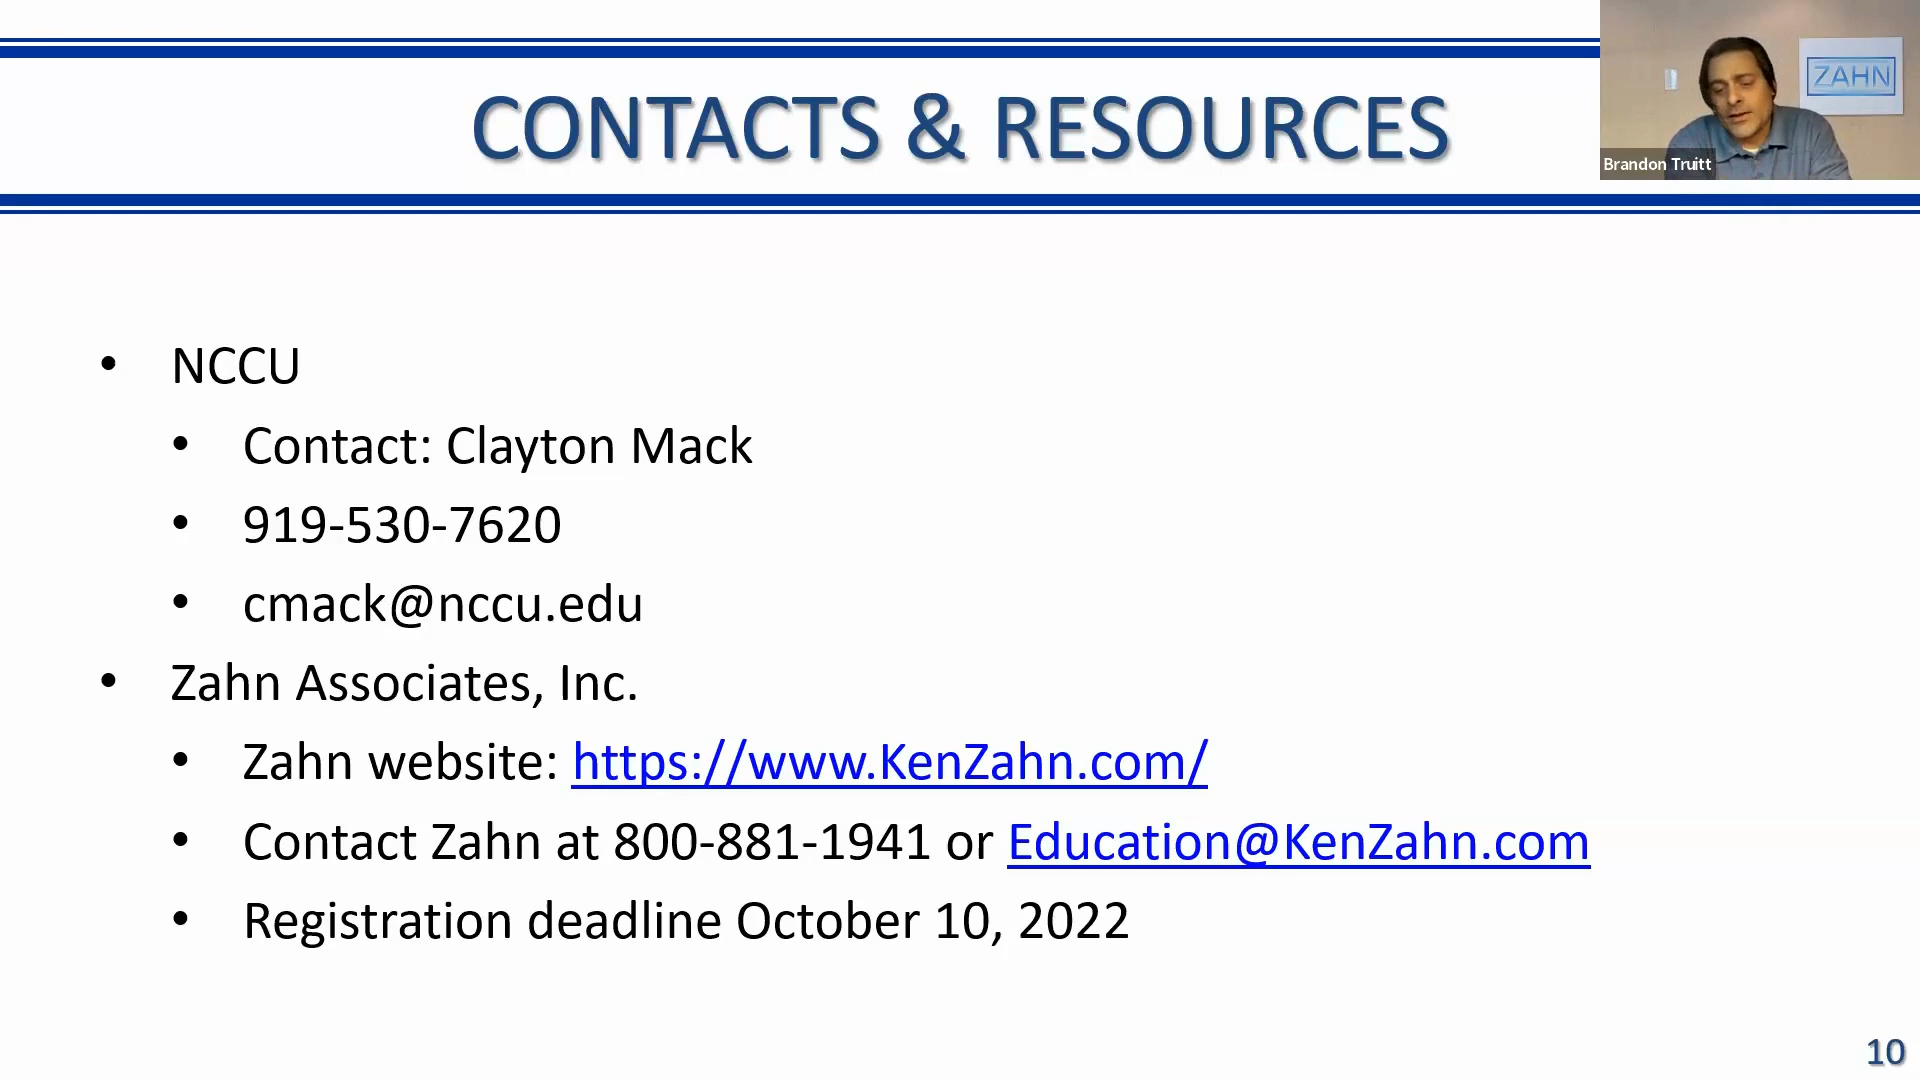 CONTACTS & RESOURCES
ZAHN
Brandon Truitt
• NCCU
• Contact: Clayton Mack
• 919-530-7620
• cmack@nccu.edu
• Zahn Associates, Inc.
• Zahn website: https://www.KenZahn.com/
• Contact Zahn at 800-881-1941 or Education@KenZahn.com
• Registration deadline October 10, 2022
10